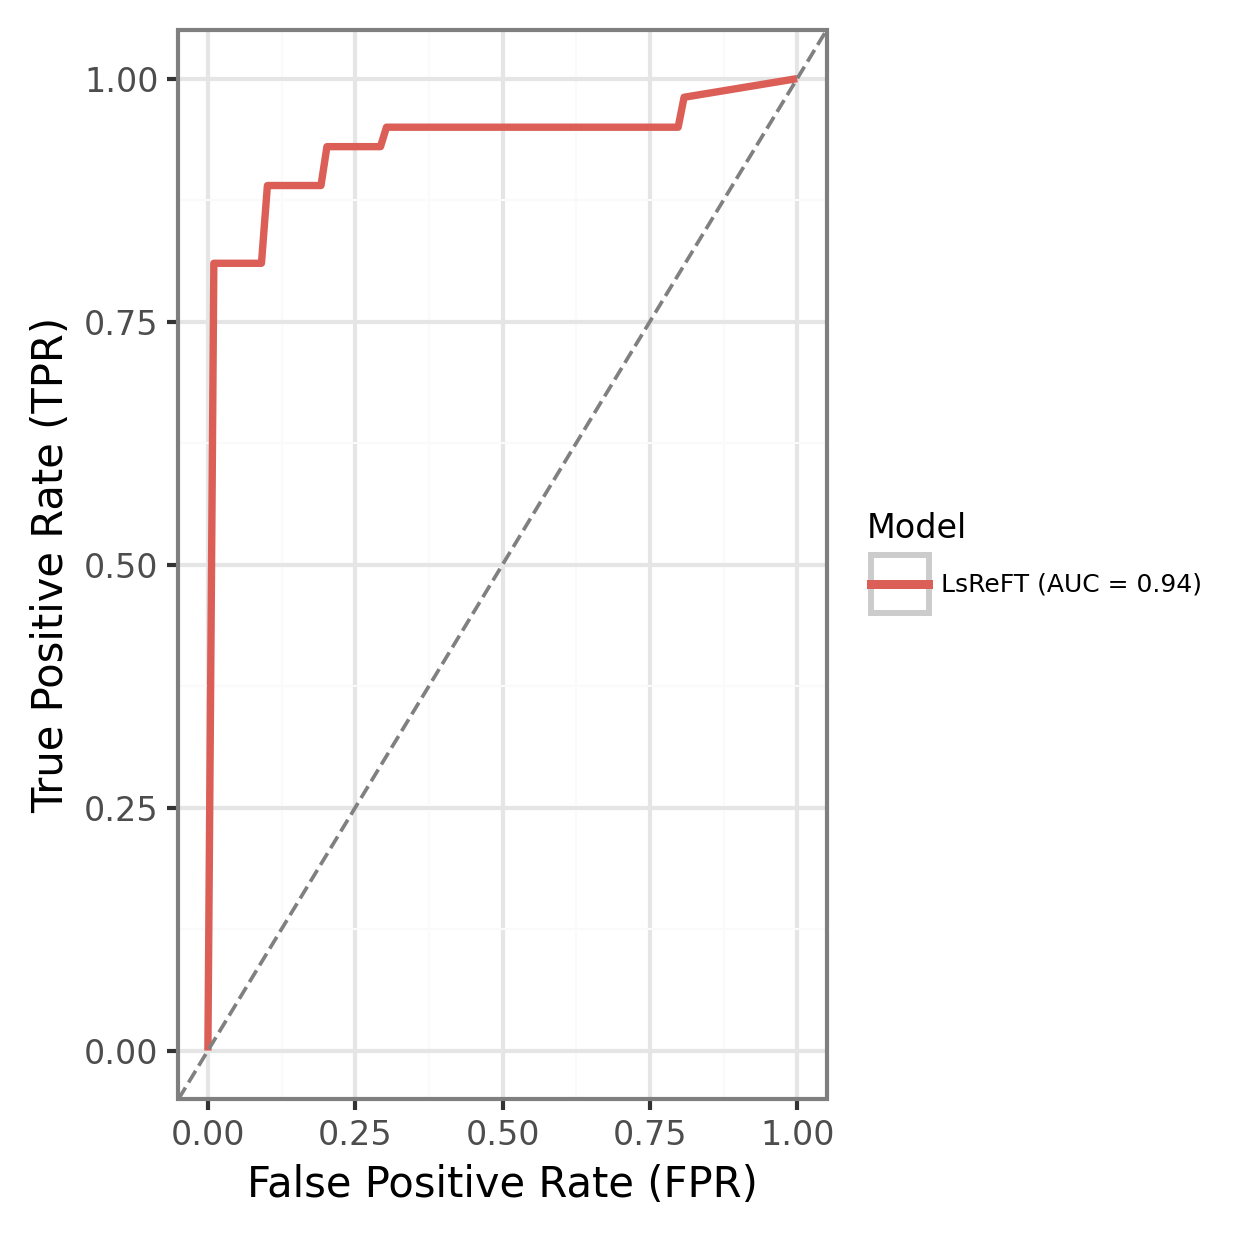 1.00
0.75
0.50
0.25
0.00
True Positive Rate (TPR)
0.00 0.25 0.50 0.75 1.00
False Positive Rate (FPR)
Model
LsReFT (AUC = 0.94)